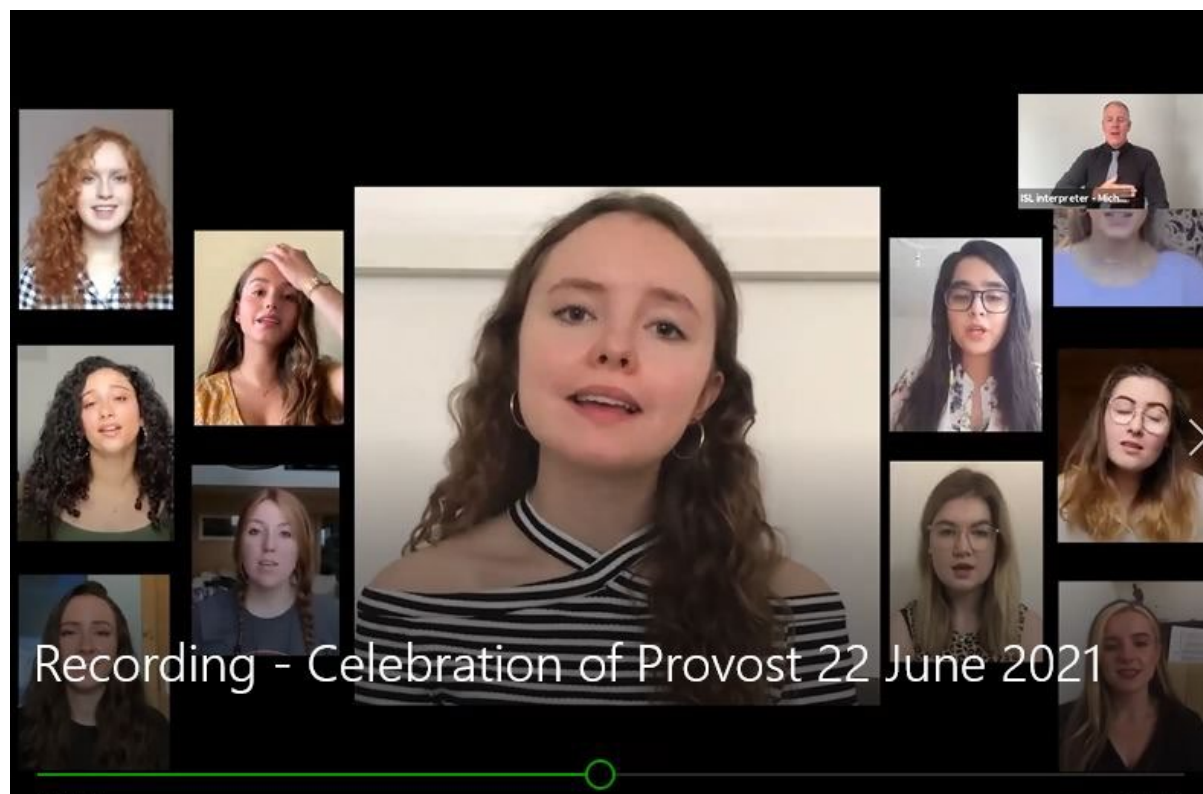 ISL interpreter - Mich...
Recording - Celebration of Provost 22 June 2021